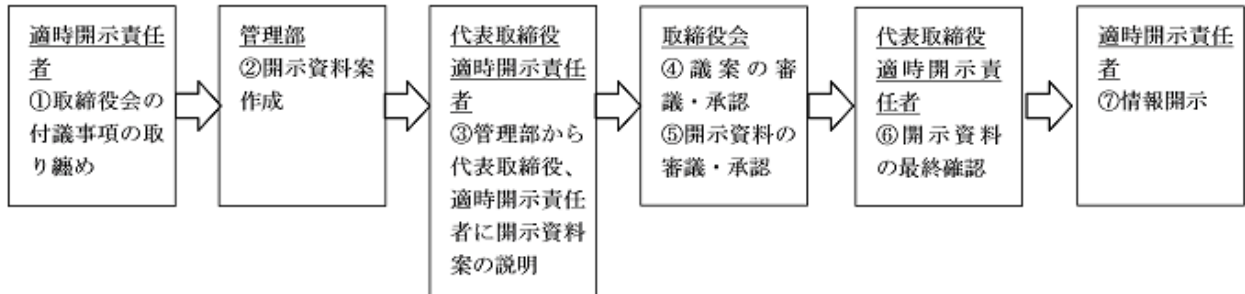 適時開示責任
者
①取締役会の
付議事項の取
り纏め
管理部
②開示資料案
作成
代表取締役
適時開示責任
者
③管理部から
代表取締役、
適時開示責任
者に開示資料
案の説明
取締役会
④議案の審
議・承認
⑤開示資料の
審議・承認
代表取締役
適時開示責
任者
⑥開示資料
の最終確認
適時開示責任
者
⑦情報開示